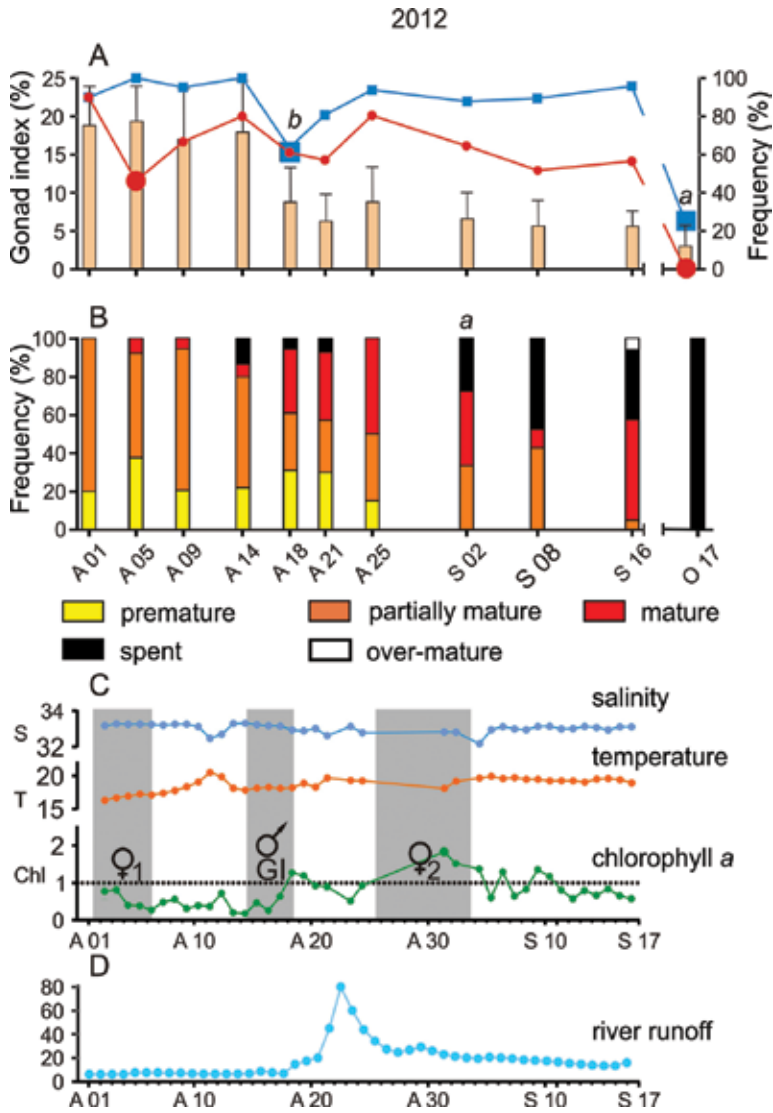 2012
A
Gonad index (%)
25
20
15
10
5
0
b
a
100
80
60
40
20
0
Frequency (%)
B
a
Frequency (%)
100
80
60
40
20
0
A 01 A 05 A 09 A 14 A 18 A 21 A 25 S 02 S 08 S 16 O 17
premature partially mature mature
spent over-mature
C
salinity
S
34
32
temperature
T
20
15
chlorophyll a
Chl
2
1
0
♀1 ♂ GI ♀2
A 01 A 10 A 20 A 30 S 10 S 17
D
river runoff
80
60
40
20
0
A 01 A 10 A 20 A 30 S 10 S 17